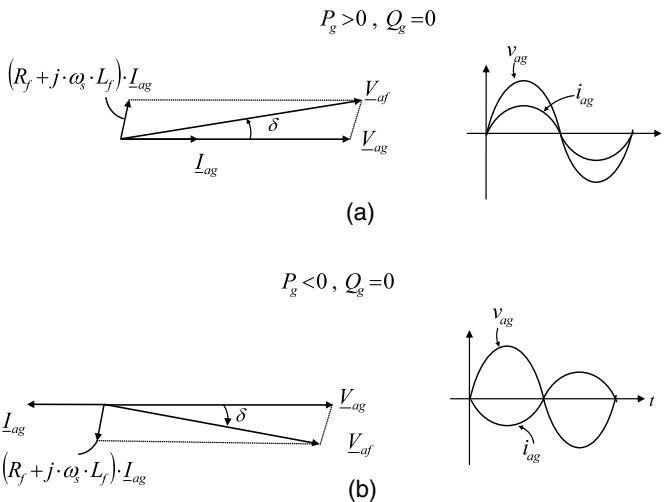 P_g>0 , Q_g=0
(R_f + j·ω_s·L_f)·I_ag
V_af
δ
V_ag
I_ag
v_ag
i_ag
(a)
P_g<0 , Q_g=0
v_ag
V_ag
I_ag
δ
V_af
(R_f + j·ω_s·L_f)·I_ag
t
i_ag
(b)